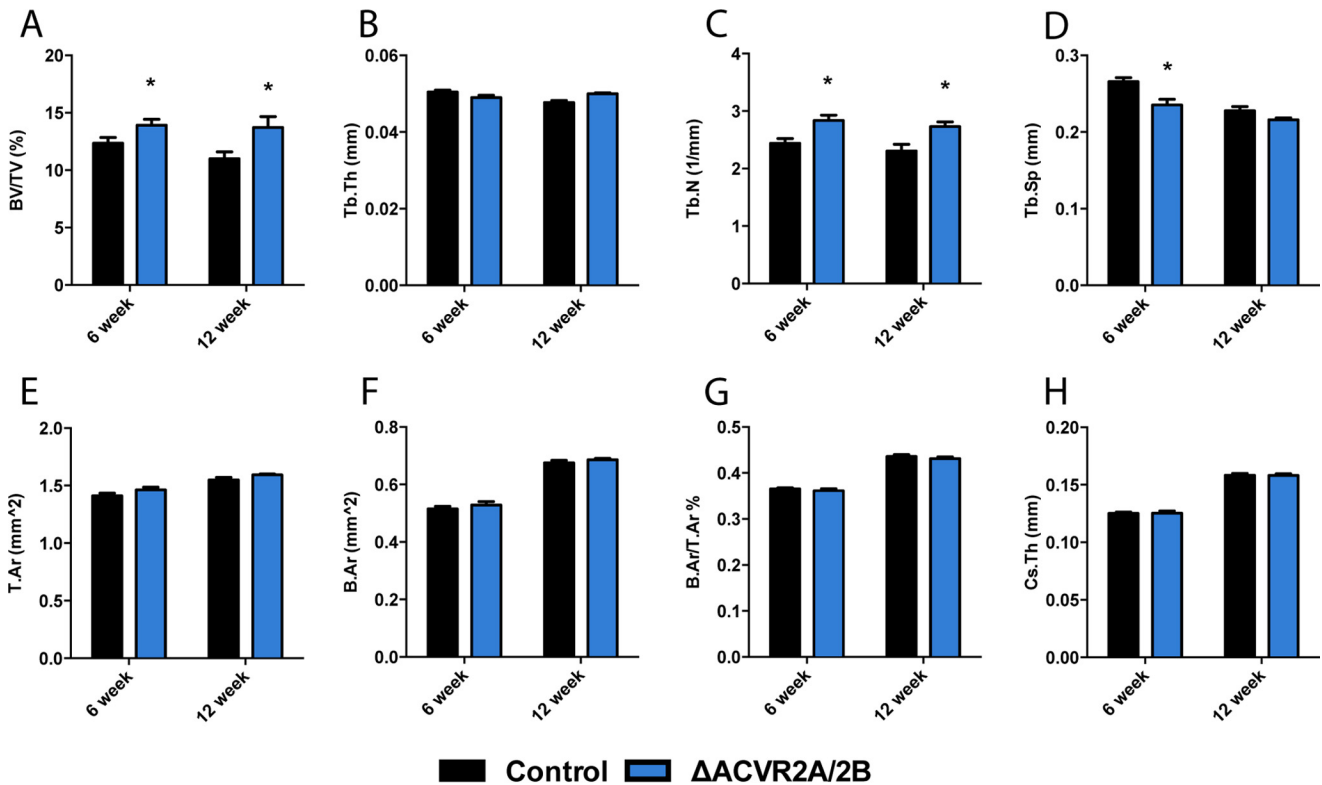 A
BV/TV (%)
20
15
10
5
0
6 week
12 week
*
*
B
Tb.Th (mm)
0.06
0.04
0.02
0.00
6 week
12 week
C
Tb.N (1/mm)
4
3
2
1
0
6 week
12 week
*
*
D
Tb.Sp (mm)
0.3
0.2
0.1
0.0
6 week
12 week
*
E
T.Ar (mm^2)
2.0
1.5
1.0
0.5
0.0
6 week
12 week
F
B.Ar (mm^2)
0.8
0.6
0.4
0.2
0.0
6 week
12 week
G
B.Ar/T.Ar %
0.5
0.4
0.3
0.2
0.1
0.0
6 week
12 week
H
Cs.Th (mm)
0.20
0.15
0.10
0.05
0.00
6 week
12 week
Control
ΔACVR2A/2B